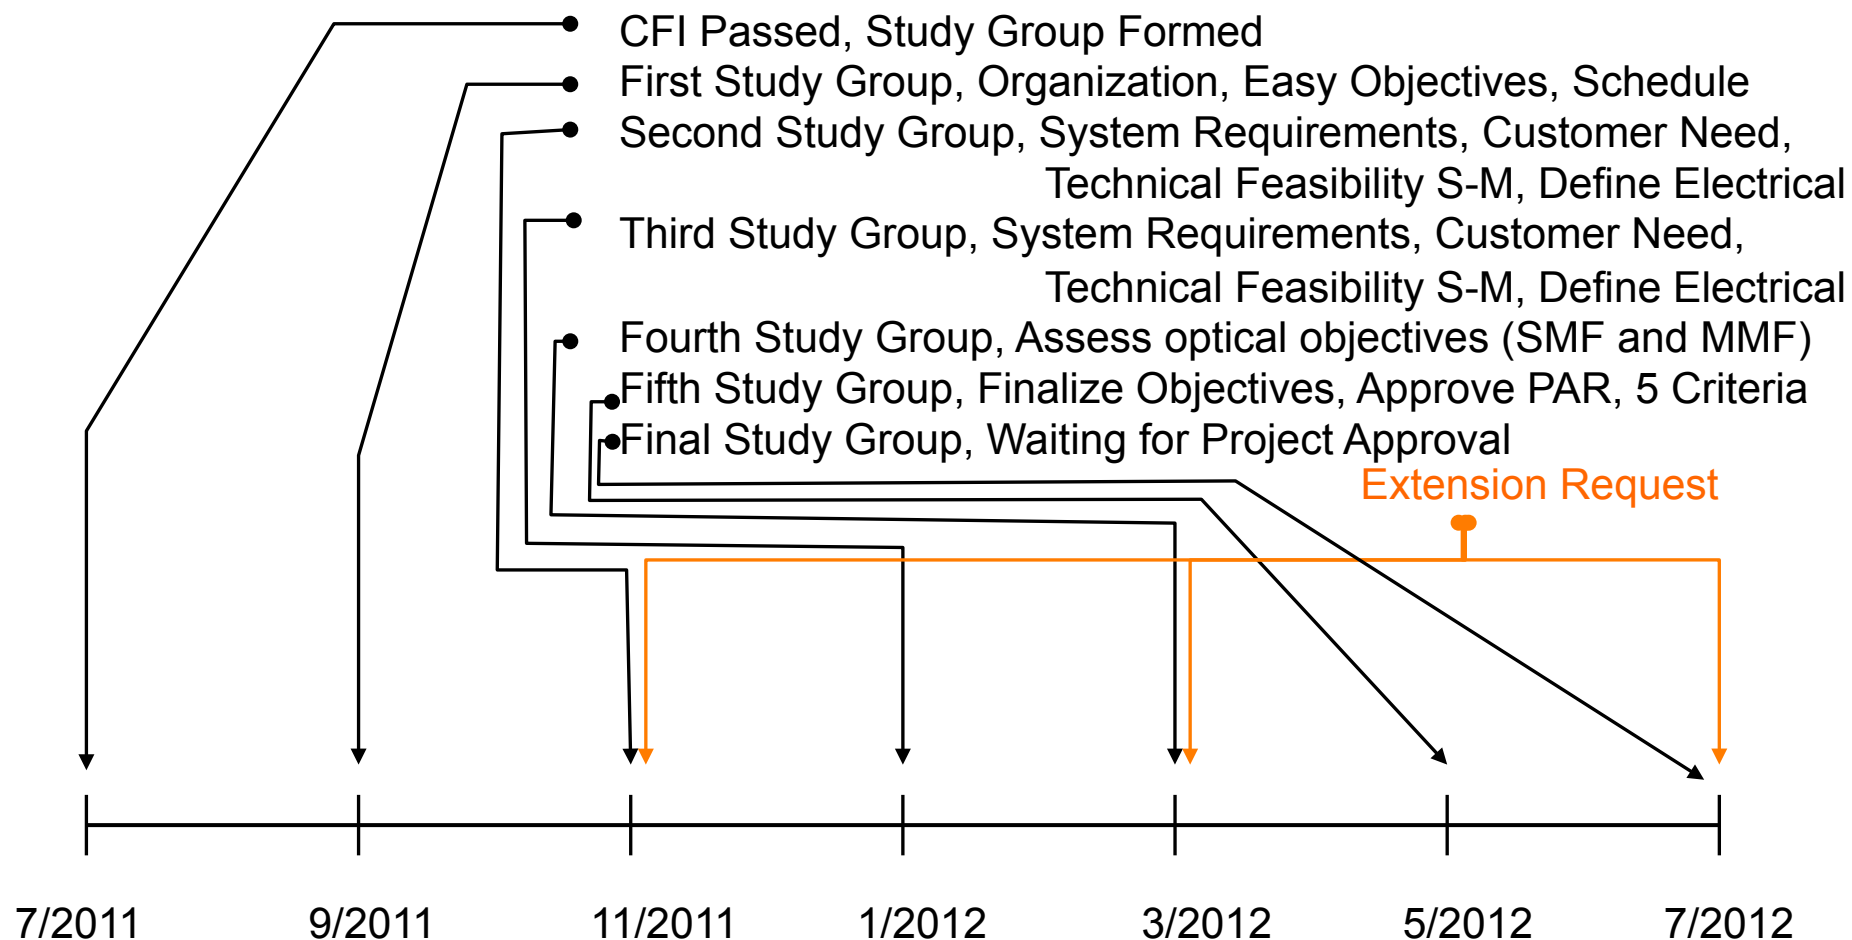 CFI Passed, Study Group Formed
First Study Group, Organization, Easy Objectives, Schedule
Second Study Group, System Requirements, Customer Need,
Technical Feasibility S-M, Define Electrical
Third Study Group, System Requirements, Customer Need,
Technical Feasibility S-M, Define Electrical
Fourth Study Group, Assess optical objectives (SMF and MMF)
Fifth Study Group, Finalize Objectives, Approve PAR, 5 Criteria
Final Study Group, Waiting for Project Approval
Extension Request
7/2011 9/2011 11/2011 1/2012 3/2012 5/2012 7/2012